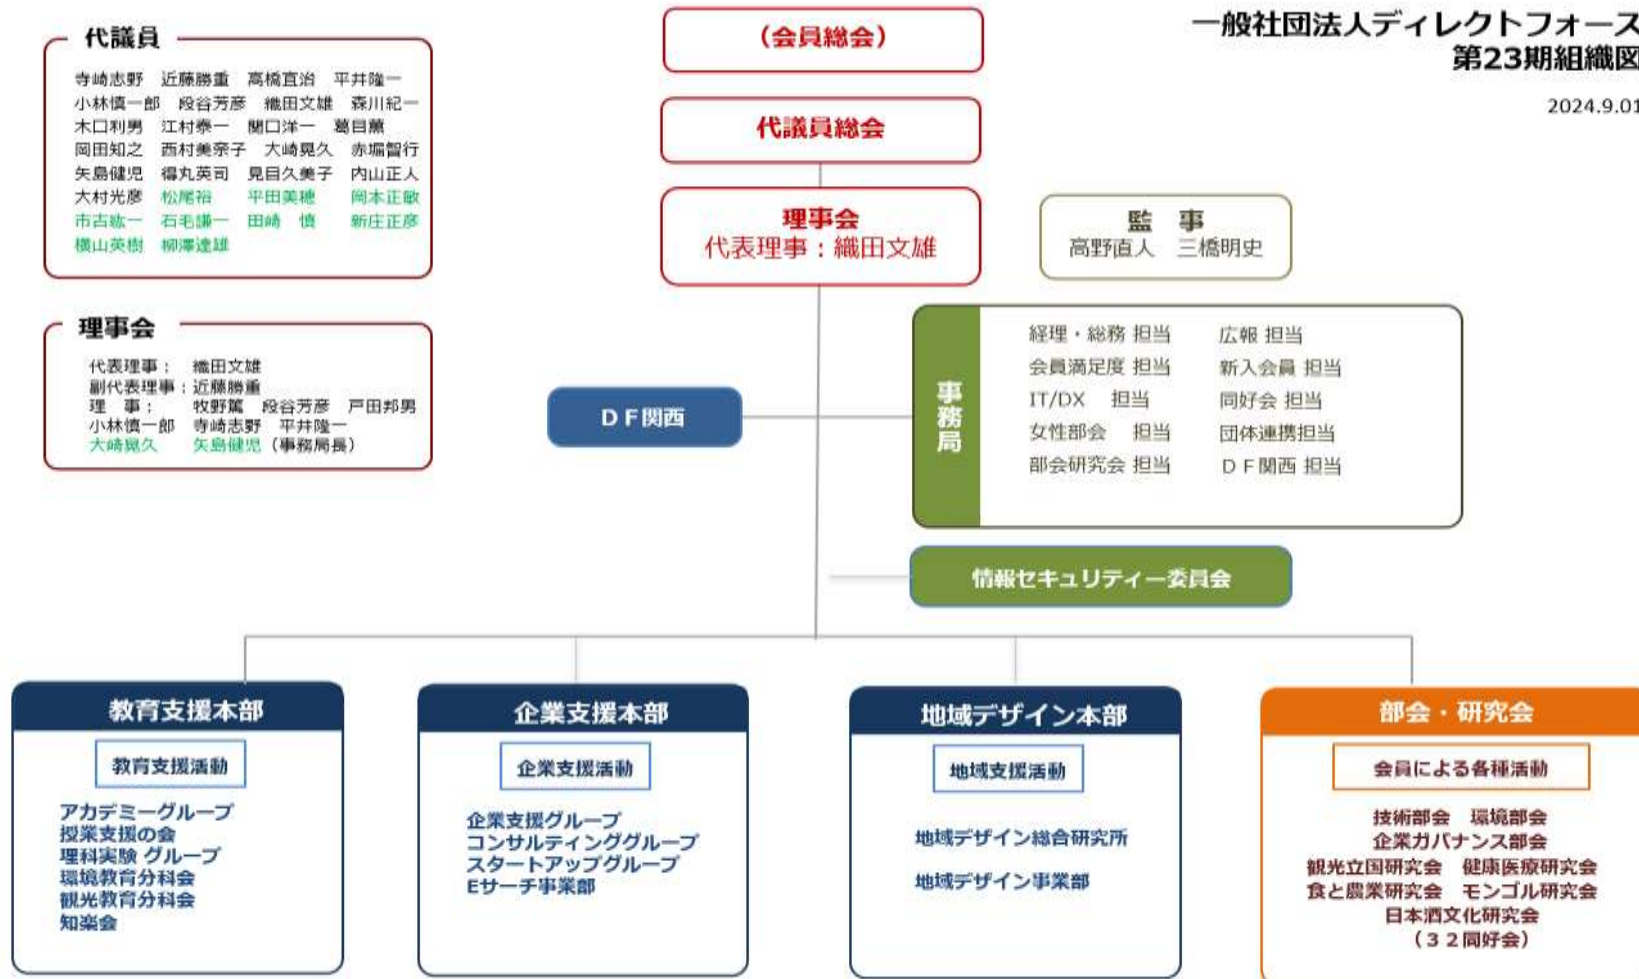 一般社団法人ディレクトフォース
第23期組織図
2024.9.01
代議員
寺崎志野 近藤勝重 高橋宜治 平井隆一
小林慎一郎 段谷芳彦 織田文雄 森川紀一
木口利男 江村泰一 関口洋一 葛目薫
岡田知之 西村美奈子 大崎晃久 赤堀智行
矢島健児 得丸英司 見目久美子 内山正人
大村光彦 松尾裕 平田美穂 岡本正敏
市古紘一 石毛謙一 田崎 慎 新庄正彦
横山英樹 柳澤達雄
理事会
代表理事： 織田文雄
副代表理事：近藤勝重
理 事： 牧野篤 段谷芳彦 戸田邦男
小林慎一郎 寺崎志野 平井隆一
大崎晃久 矢島健児（事務局長）
（会員総会）
代議員総会
理事会
代表理事：織田文雄
監 事
高野直人 三橋明史
ＤＦ関西
事務局
経理・総務 担当 広報 担当
会員満足度 担当 新入会員 担当
IT/DX 担当 同好会 担当
女性部会 担当 団体連携担当
部会研究会 担当 ＤＦ関西 担当
情報セキュリティー委員会
教育支援本部
教育支援活動
アカデミーグループ
授業支援の会
理科実験 グループ
環境教育分科会
観光教育分科会
知楽会
企業支援本部
企業支援活動
企業支援グループ
コンサルティンググループ
スタートアップグループ
Eサーチ事業部
地域デザイン本部
地域支援活動
地域デザイン総合研究所
地域デザイン事業部
部会・研究会
会員による各種活動
技術部会 環境部会
企業ガバナンス部会
観光立国研究会 健康医療研究会
食と農業研究会 モンゴル研究会
日本酒文化研究会
（３２同好会）